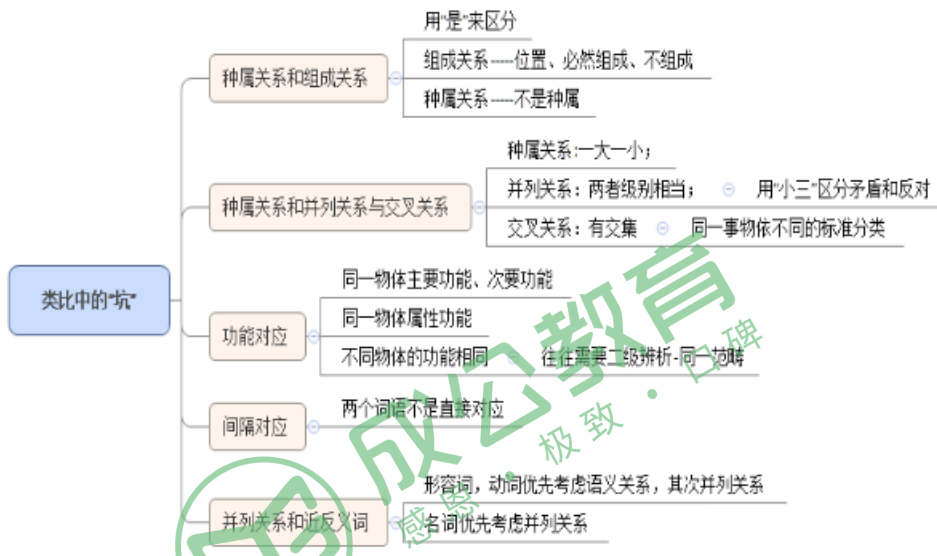 类比中的“坑”
种属关系和组成关系
用“是”来区分
组成关系-----位置、必然组成、不组成
种属关系----不是种属
种属关系和并列关系与交叉关系
种属关系:一大一小；
并列关系：两者级别相当；
用“小三”区分矛盾和反对
交叉关系：有交集
同一事物依不同的标准分类
功能对应
同一物体主要功能、次要功能
同一物体属性功能
不同物体的功能相同
往往需要二级辨析-同一范畴
间隔对应
两个词语不是直接对应
并列关系和近反义词
形容词，动词优先考虑语义关系，其次并列关系
名词优先考虑并列关系
成公教育
感恩·极致·口碑